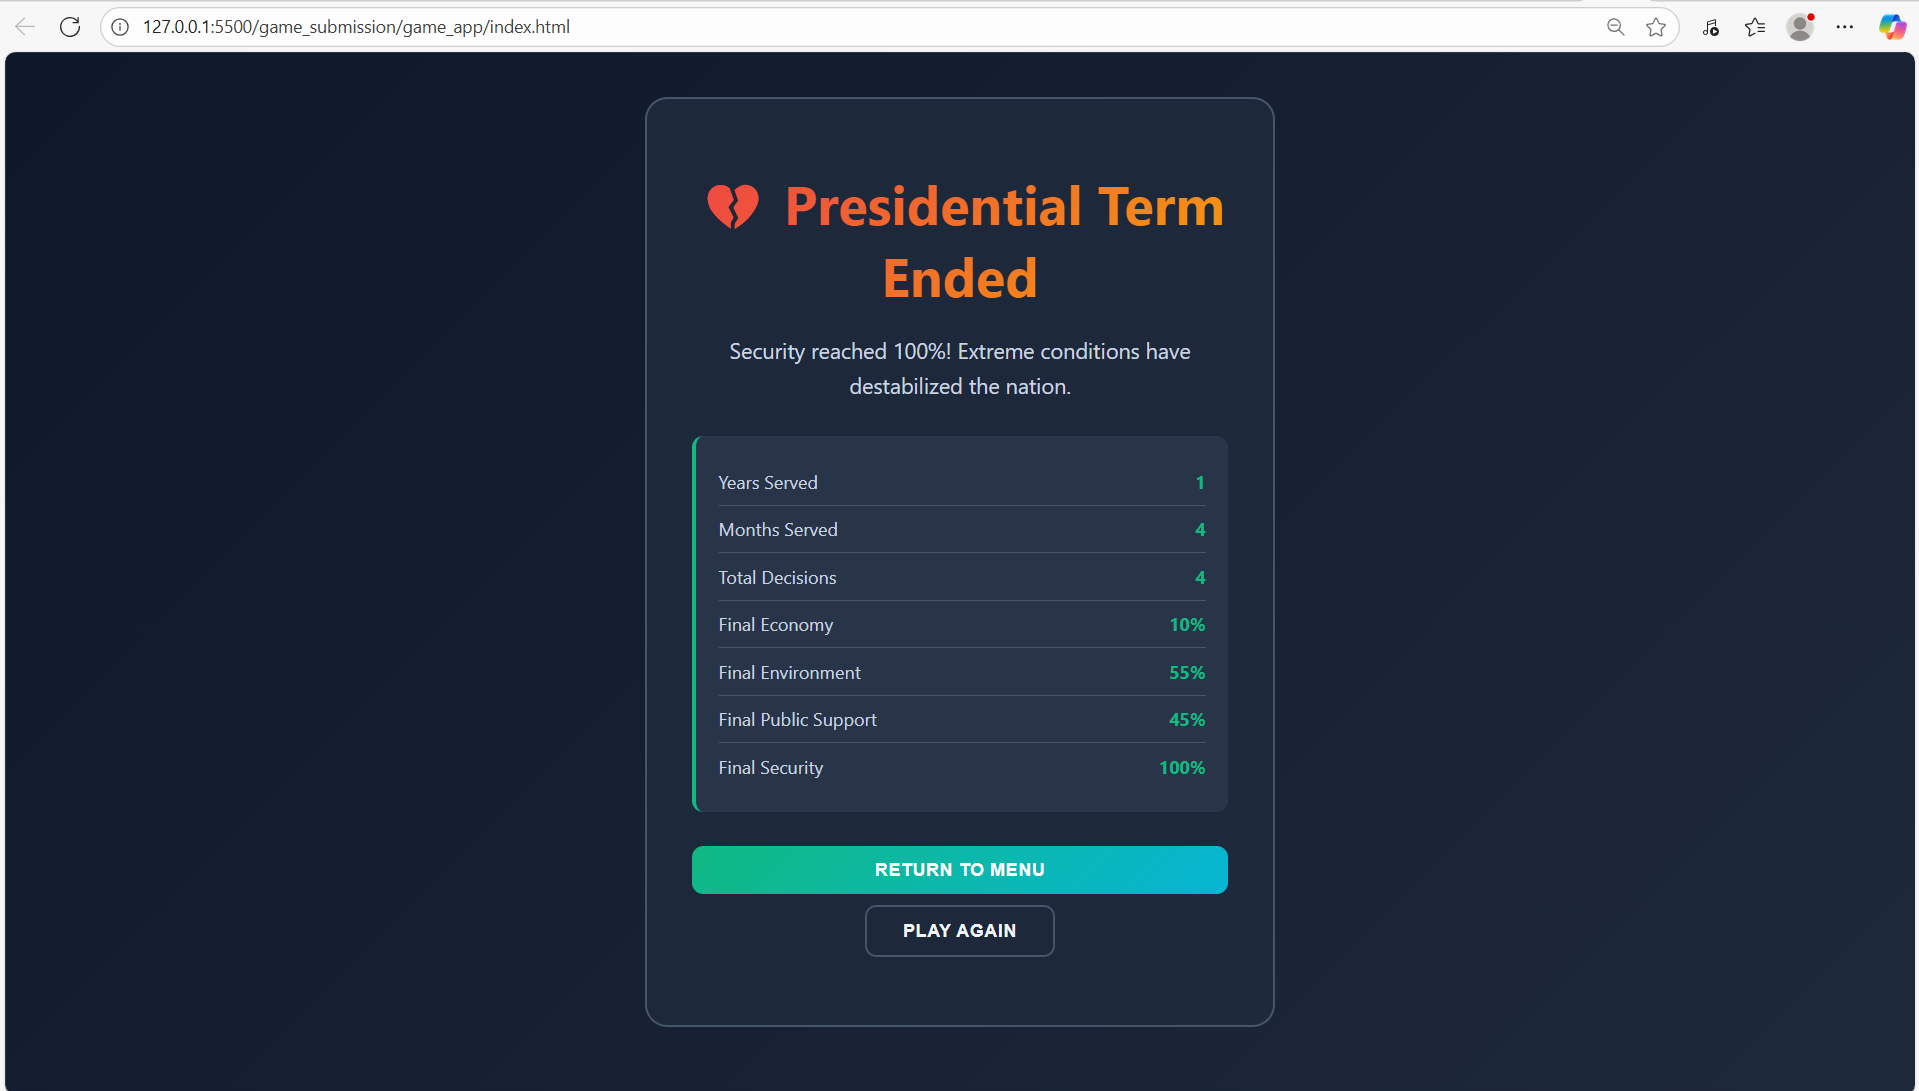 127.0.0.1:5500/game_submission/game_app/index.html
💔 Presidential Term
Ended
Security reached 100%! Extreme conditions have
destabilized the nation.
Years Served 1
Months Served 4
Total Decisions 4
Final Economy 10%
Final Environment 55%
Final Public Support 45%
Final Security 100%
RETURN TO MENU
PLAY AGAIN